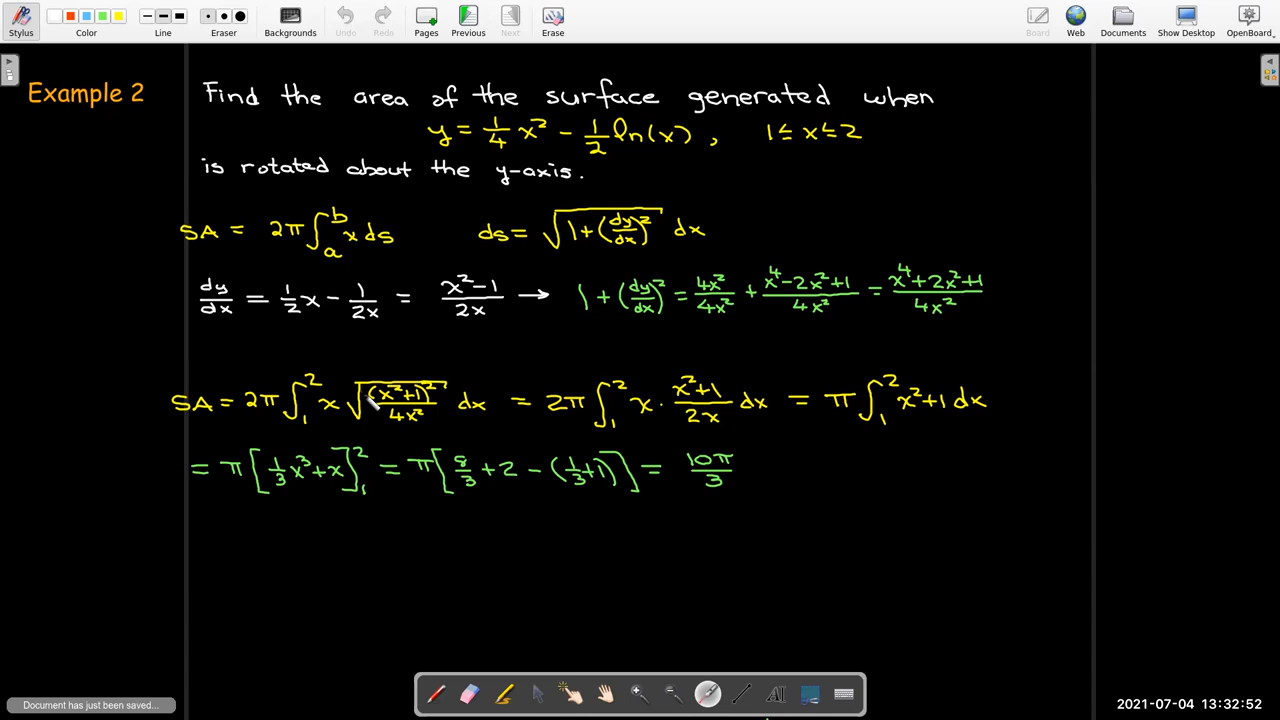 Stylus Color Line Eraser Backgrounds Undo Redo Pages Previous Next Erase Board Web Documents Show Desktop OpenBoard
Example 2
Find the area of the surface generated when
y = 1/4 x² - 1/2 ln(x), 1 ≤ x ≤ 2
is rotated about the y-axis.
SA = 2π ∫_a^b x ds ds = √(1+(dy/dx)²) dx
dy/dx = 1/2 x - 1/2x = (x²-1)/2x → 1 + (dy/dx)² = 4x²/4x² + (x⁴-2x²+1)/4x² = (x⁴+2x²+1)/4x²
SA = 2π ∫_1^2 x √((x²+1)²/4x²) dx = 2π ∫_1^2 x · (x²+1)/2x dx = π ∫_1^2 x²+1 dx
= π [1/3 x³ + x]_1^2 = π [8/3 + 2 - (1/3 + 1)] = 10π/3
Document has just been saved...
AI
2021-07-04 13:32:52